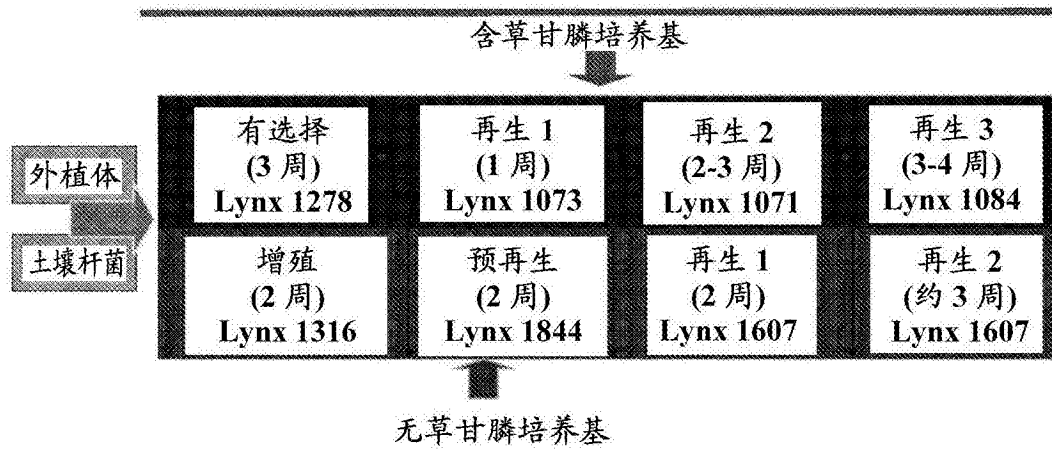 含草甘膦培养基
外植体
土壤杆菌
有选择
(3 周)
Lynx 1278
再生 1
(1 周)
Lynx 1073
再生 2
(2-3 周)
Lynx 1071
再生 3
(3-4 周)
Lynx 1084
增殖
(2 周)
Lynx 1316
预再生
(2 周)
Lynx 1844
再生 1
(2 周)
Lynx 1607
再生 2
(约 3 周)
Lynx 1607
无草甘膦培养基